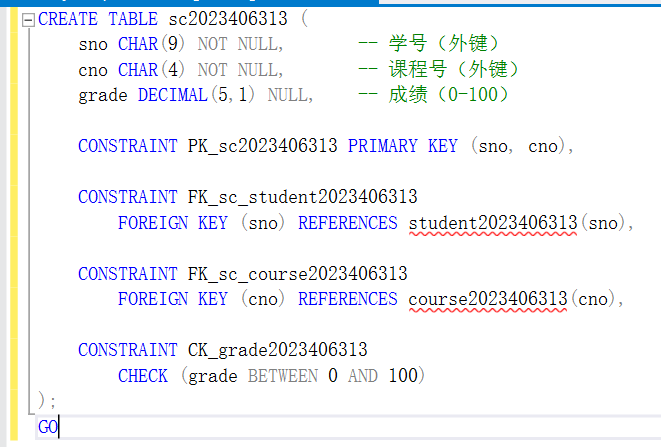 CREATE TABLE sc2023406313 (
sno CHAR(9) NOT NULL, -- 学号（外键）
cno CHAR(4) NOT NULL, -- 课程号（外键）
grade DECIMAL(5,1) NULL, -- 成绩（0-100）
CONSTRAINT PK_sc2023406313 PRIMARY KEY (sno, cno),
CONSTRAINT FK_sc_student2023406313
FOREIGN KEY (sno) REFERENCES student2023406313(sno),
CONSTRAINT FK_sc_course2023406313
FOREIGN KEY (cno) REFERENCES course2023406313(cno),
CONSTRAINT CK_grade2023406313
CHECK (grade BETWEEN 0 AND 100)
);
GO